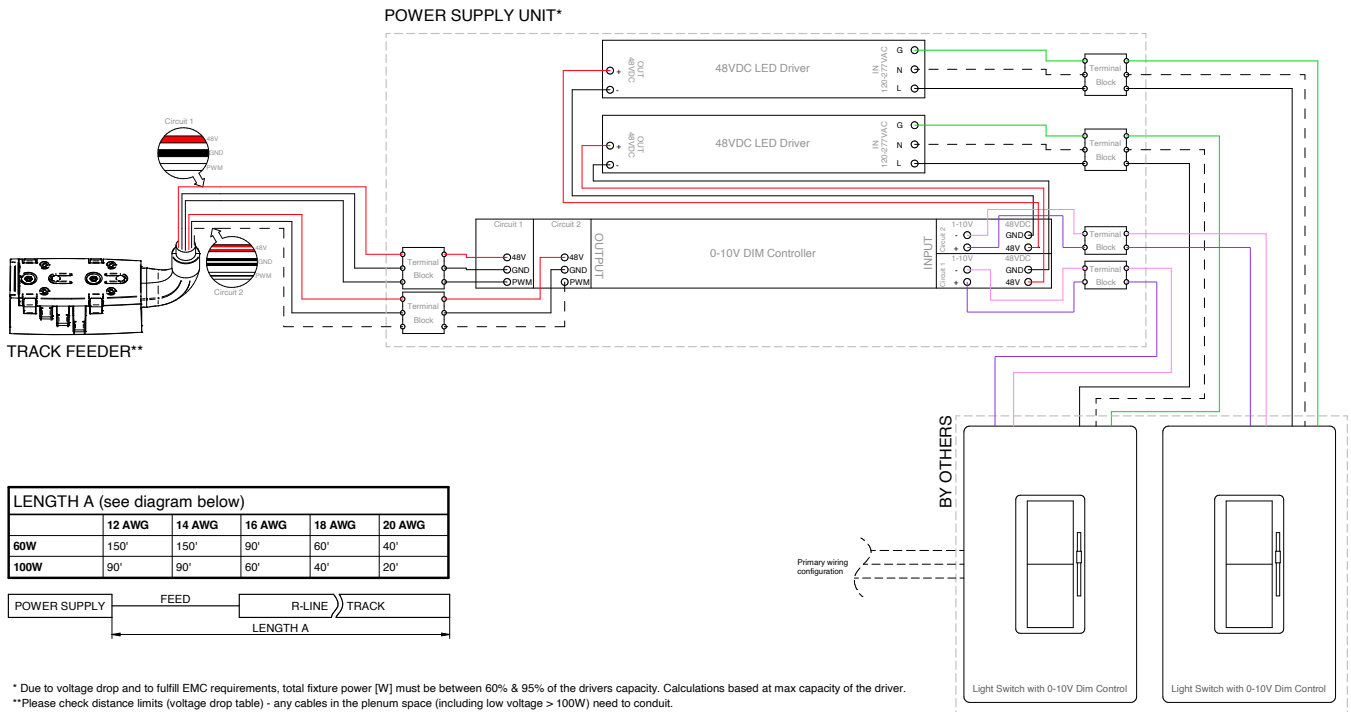 POWER SUPPLY UNIT*
OUT
48VDC
+
-
48VDC LED Driver
IN
120-277VAC
G
N
L
Terminal
Block
OUT
48VDC
+
-
48VDC LED Driver
IN
120-277VAC
G
N
L
Terminal
Block
Circuit 1
48V
GND
PWM
48V
GND
PWM
Circuit 2
TRACK FEEDER**
Terminal
Block
Terminal
Block
Circuit 1
48V
GND
PWM
Circuit 2
48V
GND
PWM
OUTPUT
0-10V DIM Controller
INPUT
Circuit 2
1-10V
-
+
48VDC
GND
48V
Circuit 1
1-10V
-
+
48VDC
GND
48V
Terminal
Block
Terminal
Block
BY OTHERS
Primary wiring
configuration
Light Switch with 0-10V Dim Control
Light Switch with 0-10V Dim Control
LENGTH A (see diagram below)
12 AWG 14 AWG 16 AWG 18 AWG 20 AWG
60W 150' 150' 90' 60' 40'
100W 90' 90' 60' 40' 20'
POWER SUPPLY FEED R-LINE TRACK
LENGTH A
* Due to voltage drop and to fulfill EMC requirements, total fixture power [W] must be between 60% & 95% of the drivers capacity. Calculations based at max capacity of the driver.
**Please check distance limits (voltage drop table) - any cables in the plenum space (including low voltage > 100W) need to conduit.